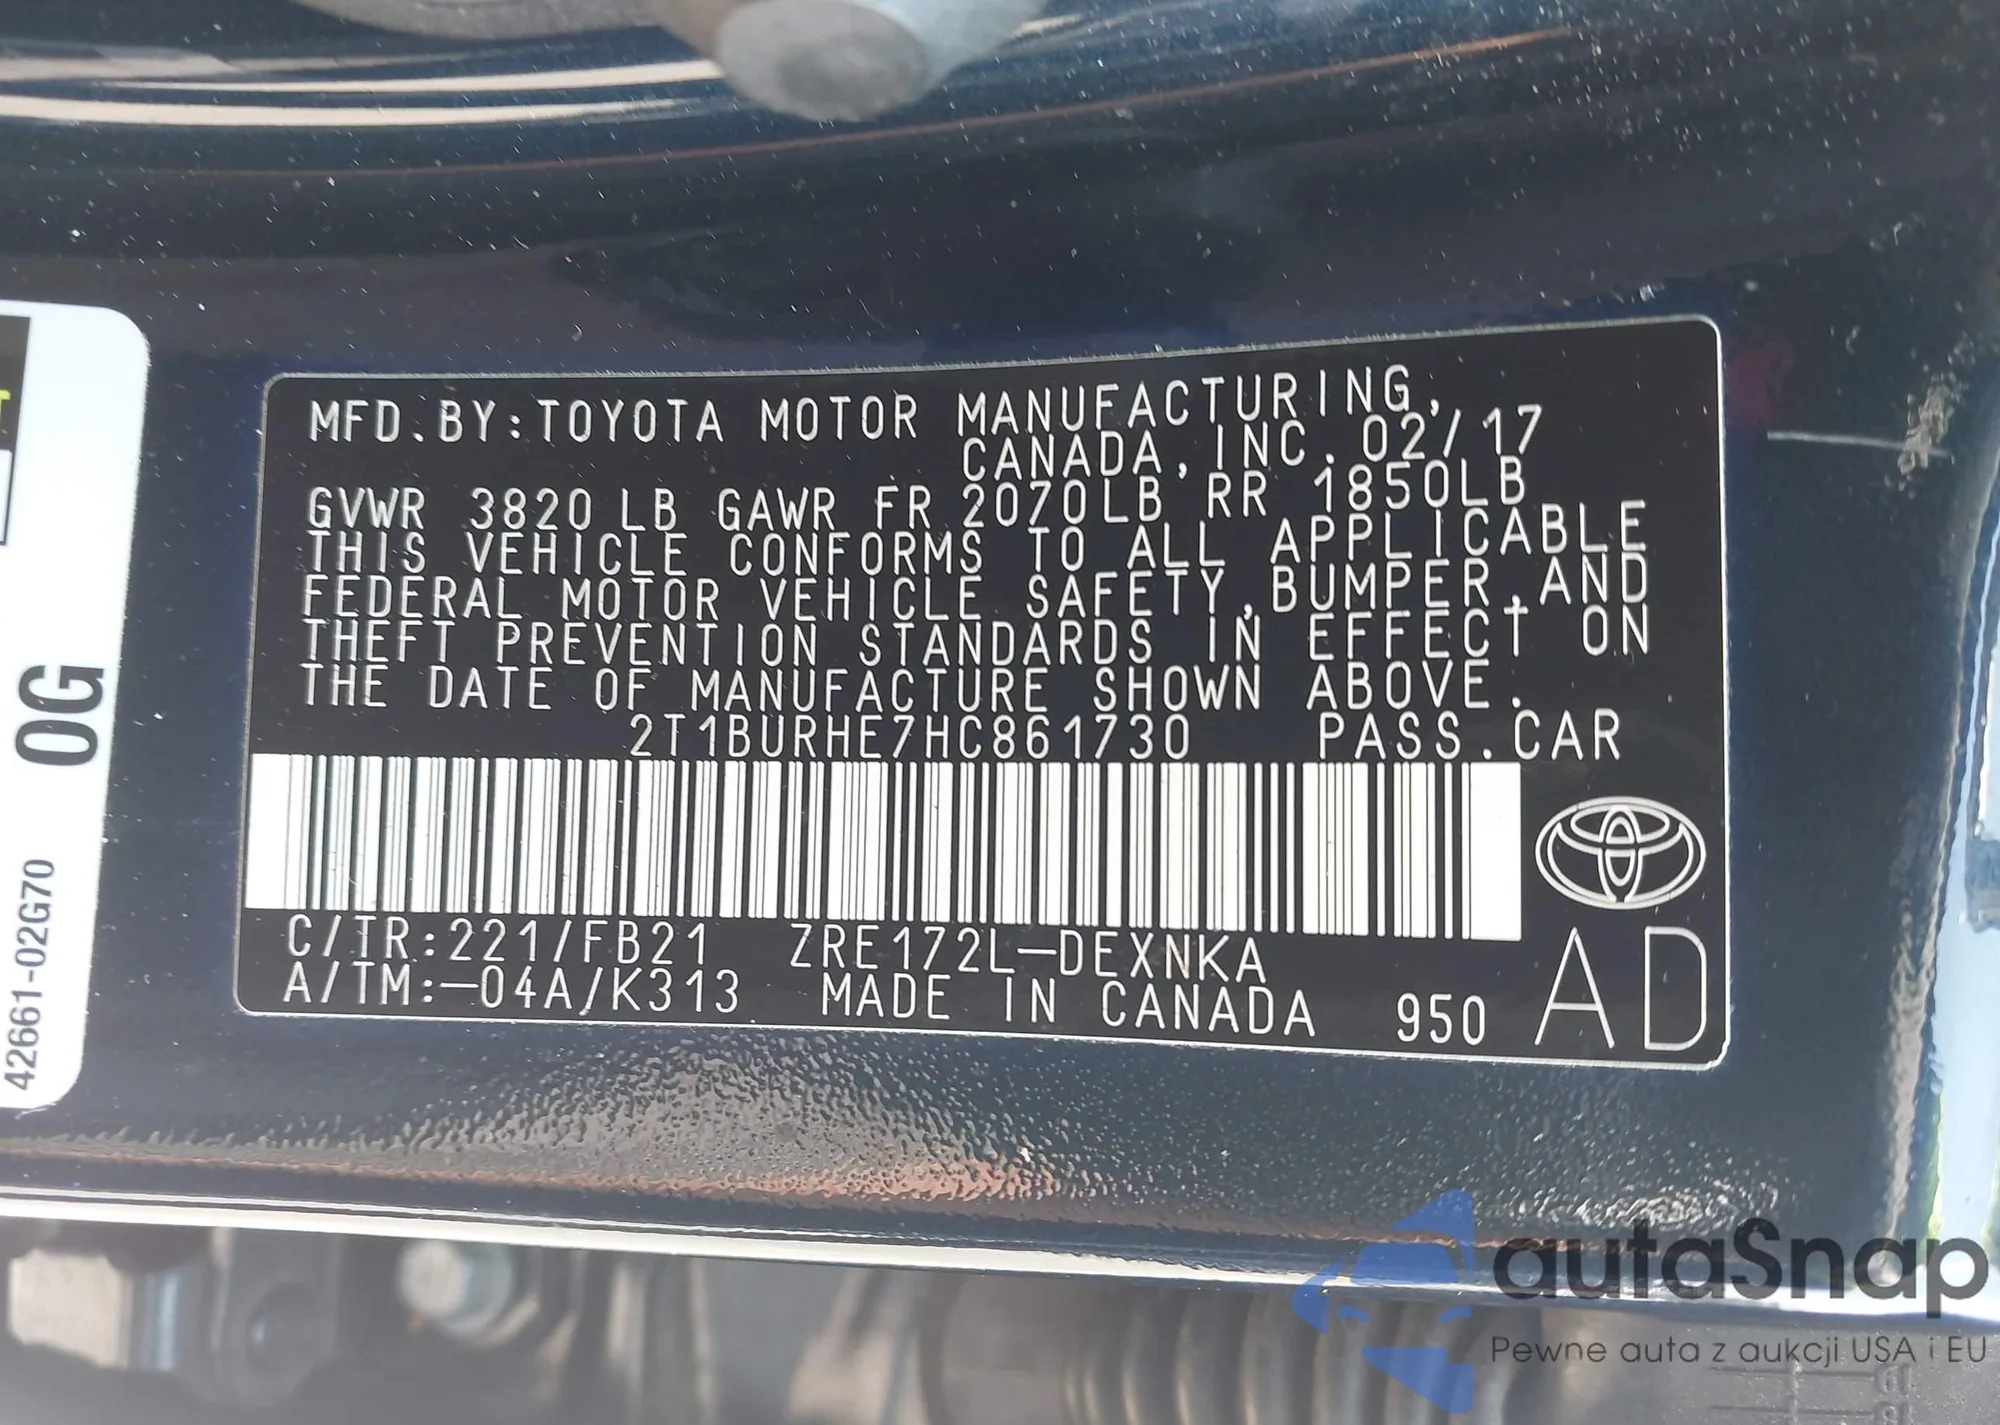 MFD.BY:TOYOTA MOTOR MANUFACTURING,
CANADA,INC.02/17
GVWR 3820LB GAWR FR 2070LB RR 1850LB
THIS VEHICLE CONFORMS TO ALL APPLICABLE
FEDERAL MOTOR VEHICLE SAFETY,BUMPER,AND
THEFT PREVENTION STANDARDS IN EFFECT ON
THE DATE OF MANUFACTURE SHOWN ABOVE.
2T1BURHE7HC861730 PASS.CAR
C/TR:221/FB21 ZRE172L-DEXNKA
A/TM:-04A/K313 MADE IN CANADA 950 AD
0G
42661-02G70
autaSnap
Pewne auta z aukcji USA i EU